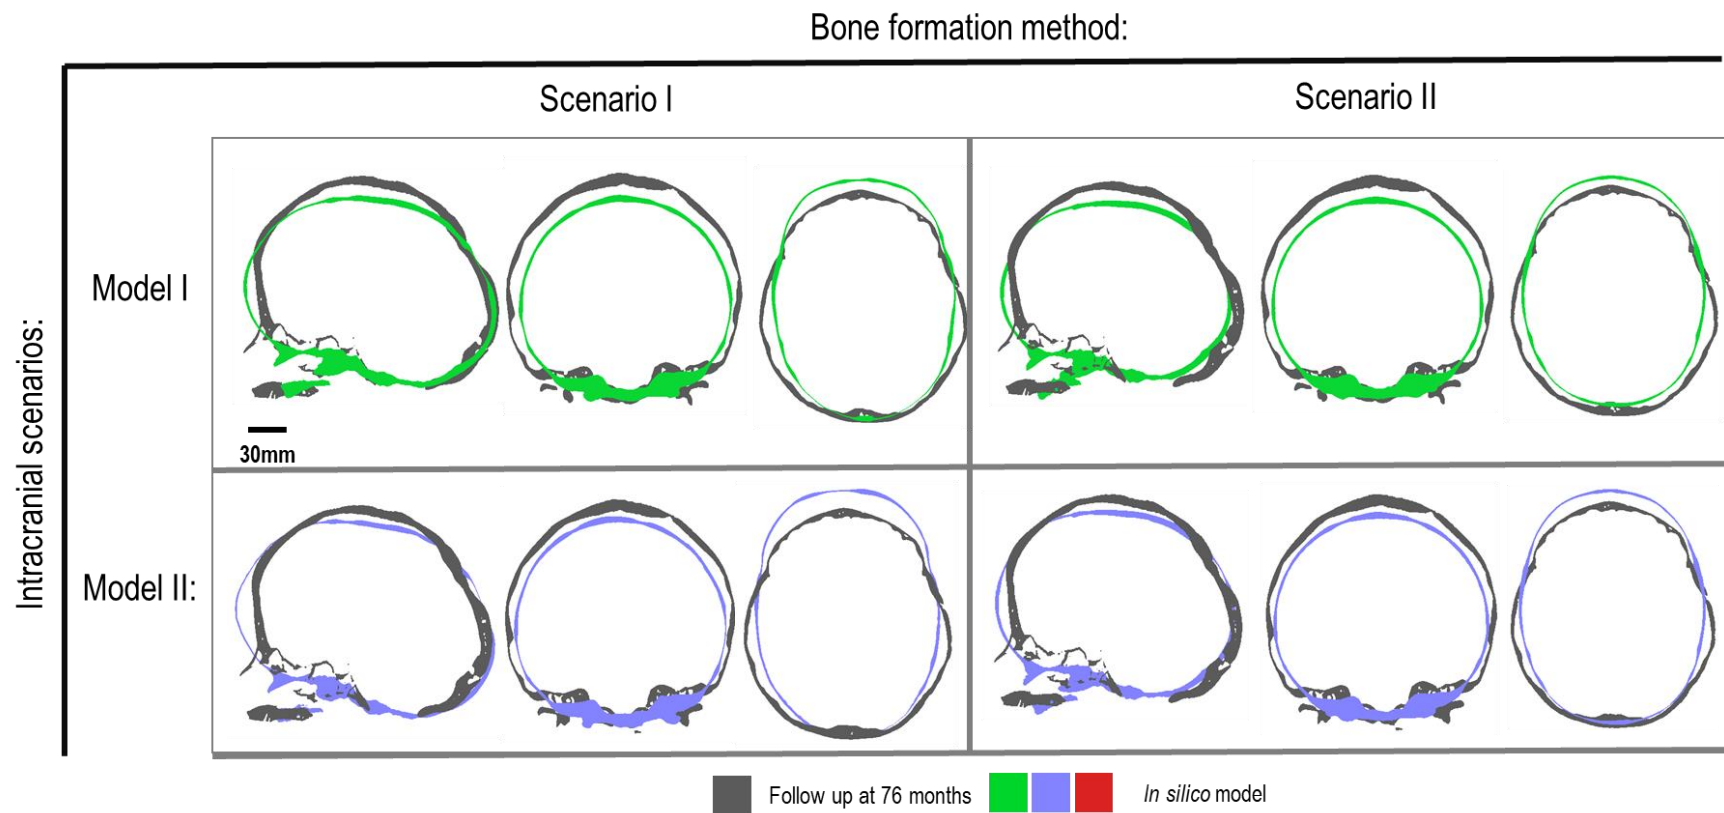 Bone formation method:
Scenario I
Scenario II
Intracranial scenarios:
Model I
30mm
Model II:
Follow up at 76 months
In silico model